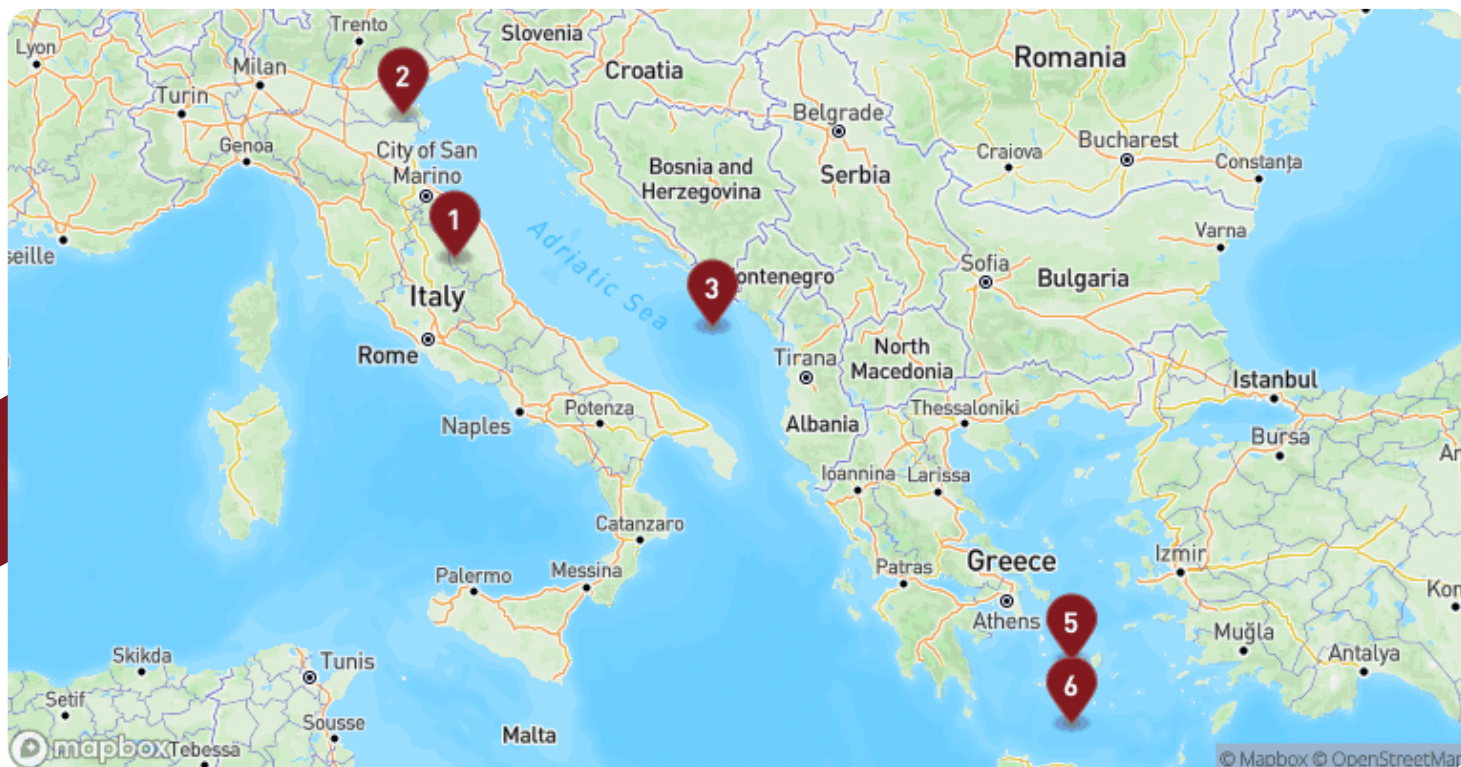 Trento
Slovenia
Lyon
Croatia
Romania
Milan
2
Turin
Belgrade
Genoa
City of San
Marino
Bosnia and
Herzegovina
Serbia
Craiova
Bucharest
Constanța
1
Adriatic Sea
Varna
seille
Sofia
Bulgaria
3
ontenegro
Italy
Rome
Tirana
North
Macedonia
Istanbul
Naples
Potenza
Albania
Thessaloniki
Bursa
An
Ioannina
Larissa
Catanzaro
Izmir
Greece
Patras
Messina
Palermo
Kon
Athens
5
Muğla
Antalya
Skikda
Tunis
6
Setif
Sousse
Malta
mapbox
Tebessa
© Mapbox © OpenStreetMap